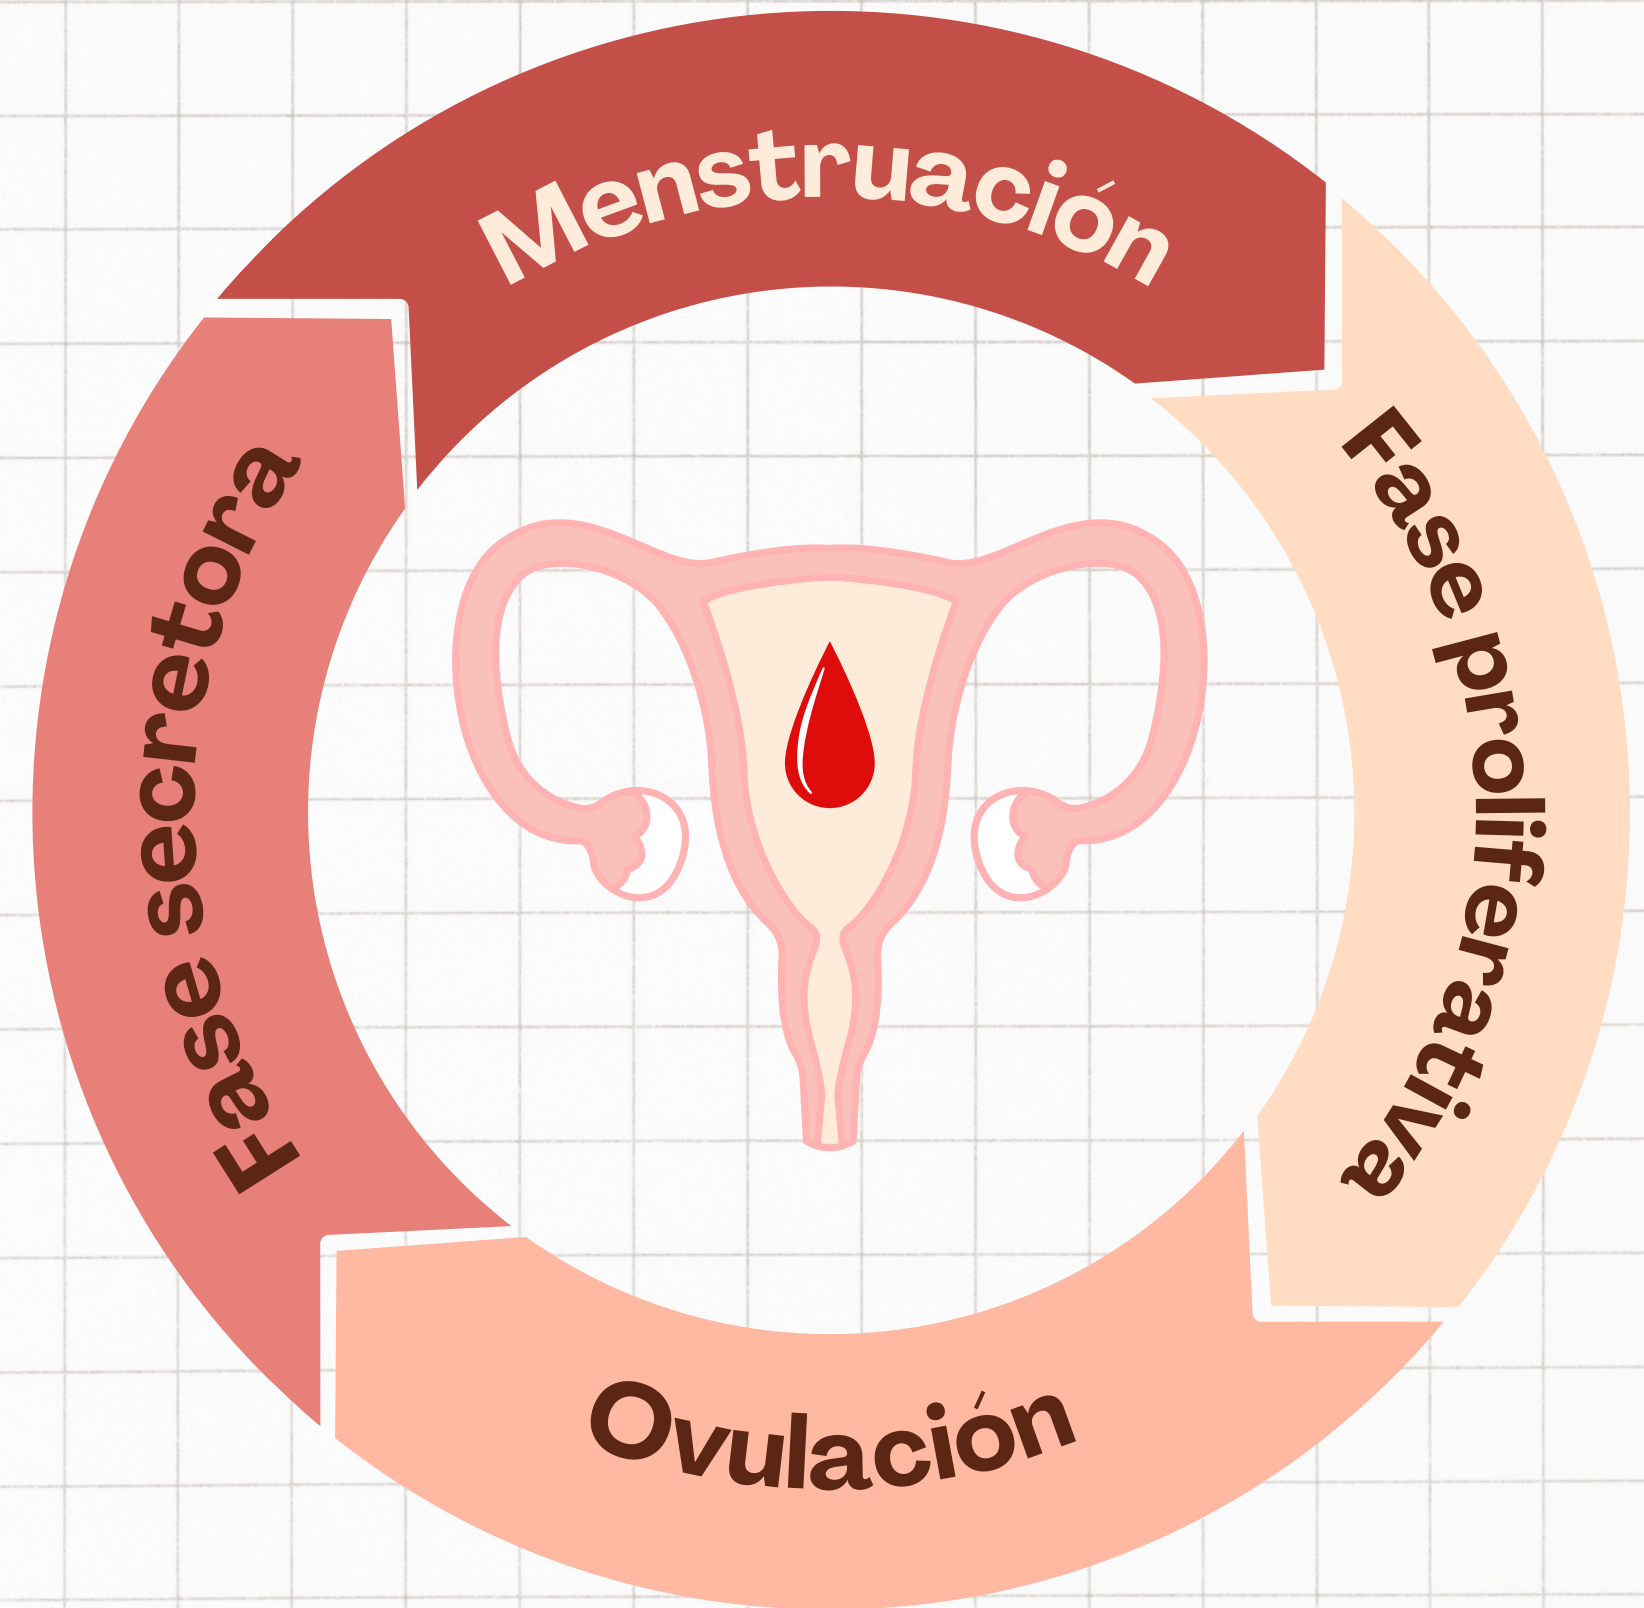 Menstruación
Fase proliferativa
Ovulación
Fase secretora